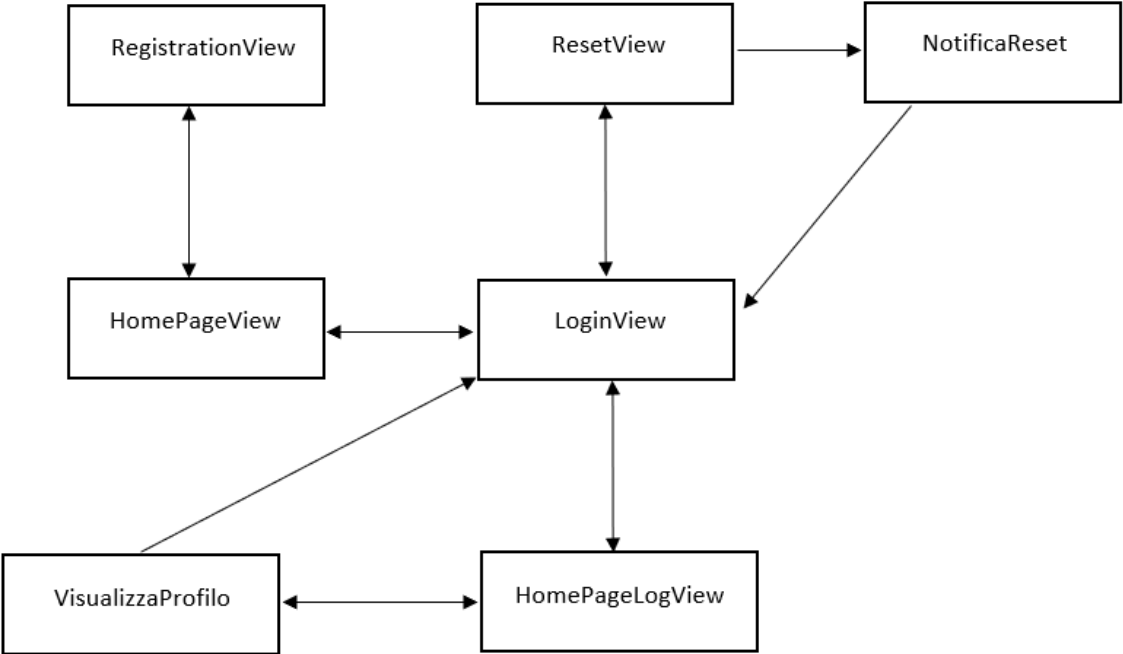 RegistrationView
ResetView
NotificaReset
HomePageView
LoginView
VisualizzaProfilo
HomePageLogView